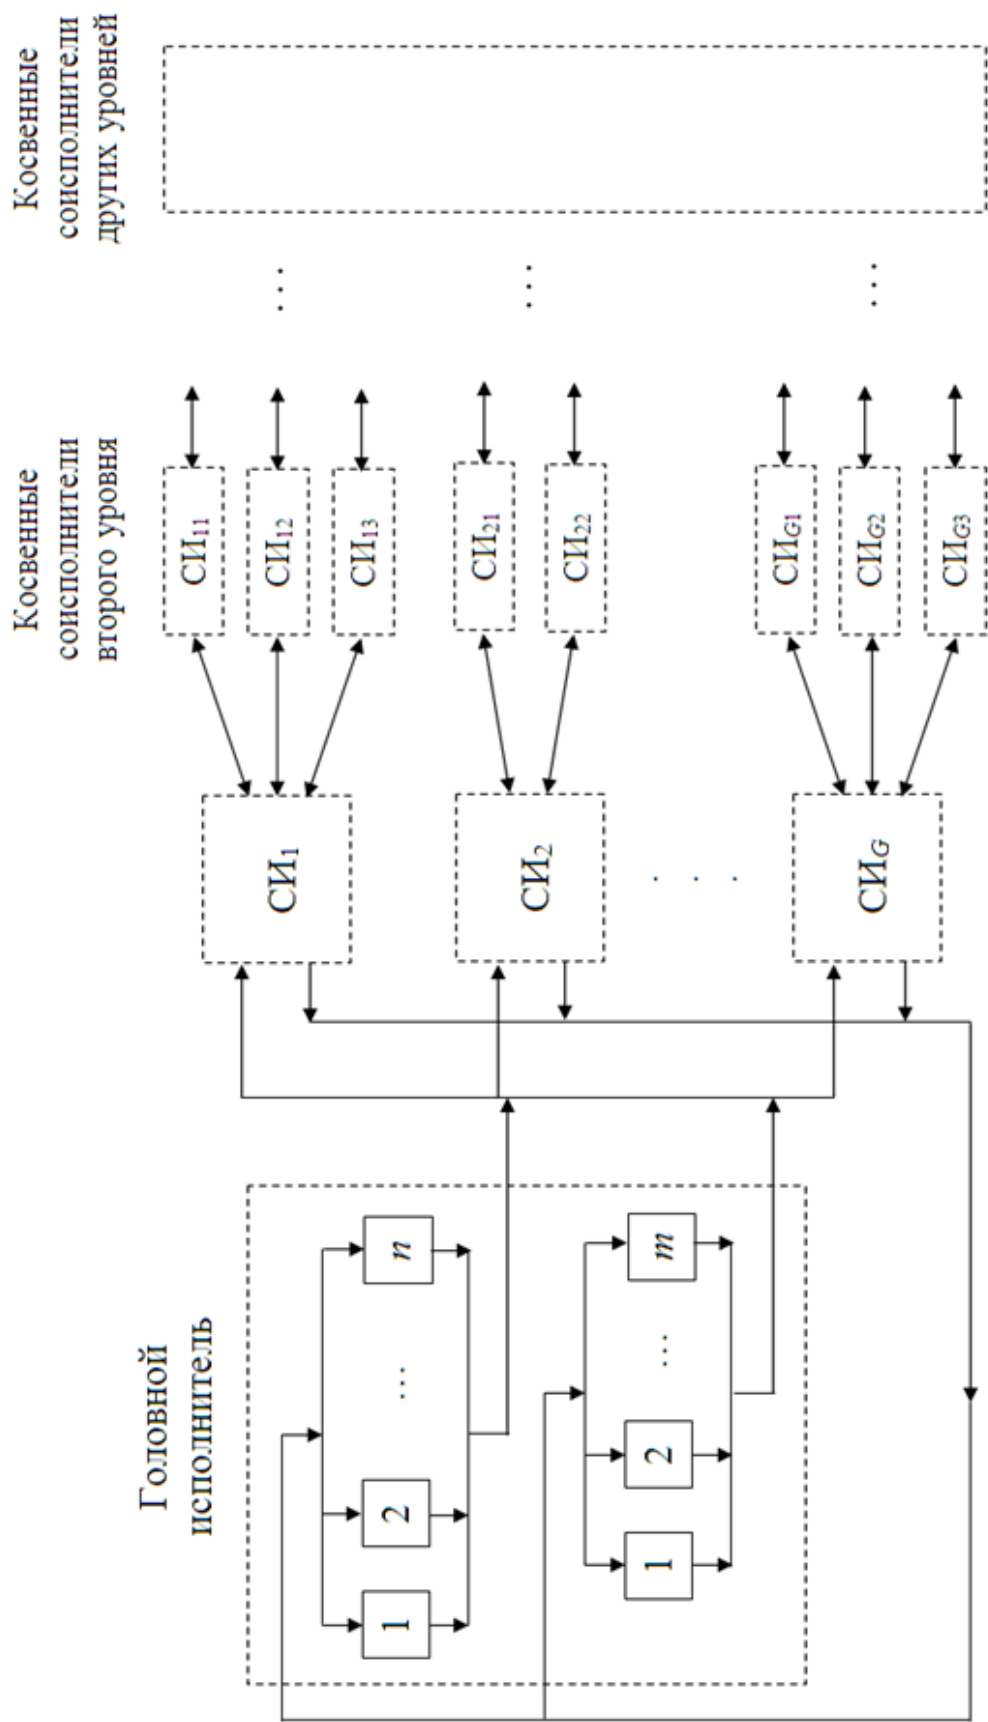 Головной
исполнитель
1
2
...
n
1
2
...
m
СИ1
СИ2
. . .
СИG
Косвенные
соисполнители
второго уровня
СИ11
СИ12
СИ13
СИ21
СИ22
СИG1
СИG2
СИG3
...
...
...
Косвенные
соисполнители
других уровней